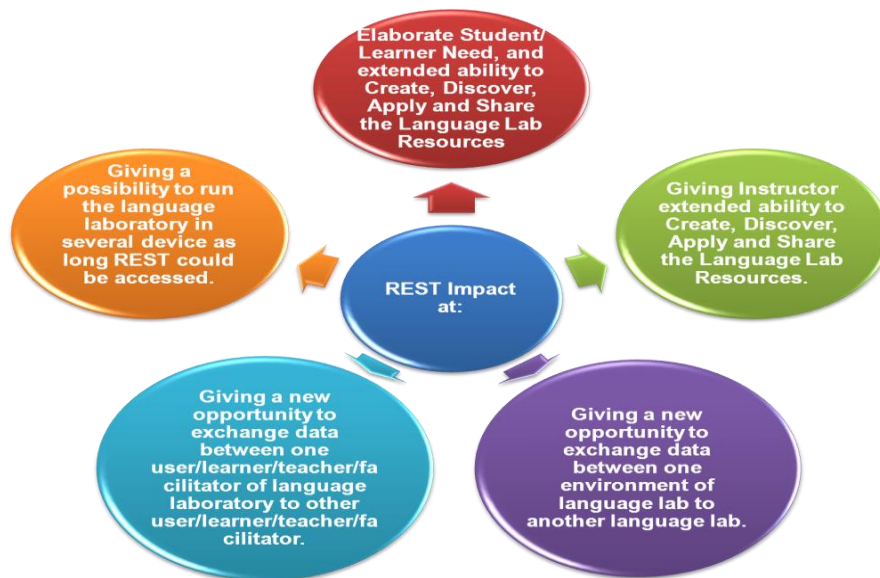 Elaborate Student/
Learner Need, and
extended ability to
Create, Discover,
Apply and Share
the Language Lab
Resources
Giving a
possibility to run
the language
laboratory in
several device as
long REST could
be accessed.
Giving Instructor
extended ability to
Create, Discover,
Apply and Share
the Language Lab
Resources.
REST Impact
at:
Giving a new
opportunity to
exchange data
between one
user/learner/teacher/fa
cilitator of language
laboratory to other
user/learner/teacher/fa
cilitator.
Giving a new
opportunity to
exchange data
between one
environment of
language lab to
another language lab.